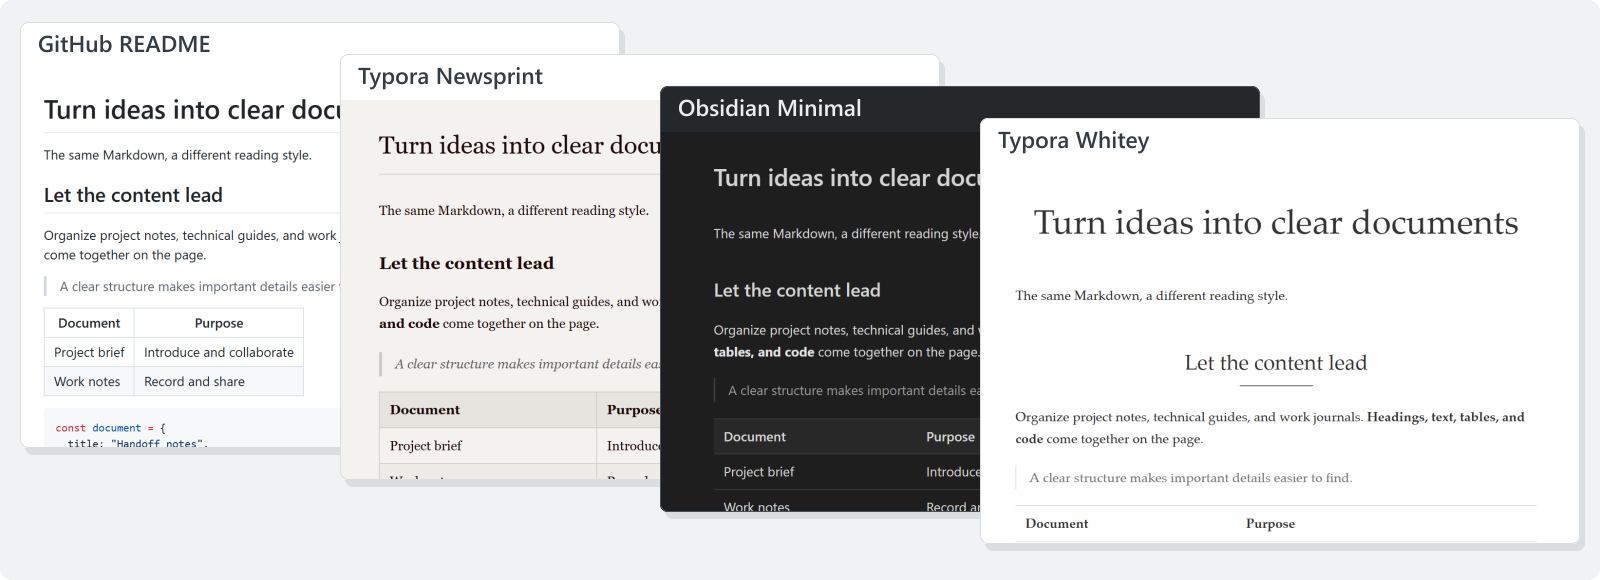 GitHub README
Turn ideas into clear docu
The same Markdown, a different reading style.
Let the content lead
Organize project notes, technical guides, and work
come together on the page.
A clear structure makes important details easier
Document Purpose
Project brief Introduce and collaborate
Work notes Record and share
const document = {
title: "Handoff notes",
Typora Newsprint
Turn ideas into clear docu
The same Markdown, a different reading style.
Let the content lead
Organize project notes, technical guides, and wo
and code come together on the page.
A clear structure makes important details eas
Document Purpose
Project brief Introduc
Obsidian Minimal
Turn ideas into clear docu
The same Markdown, a different reading style.
Let the content lead
Organize project notes, technical guides, and
tables, and code come together on the page.
A clear structure makes important details ea
Document Purpose
Project brief Introduce
Work notes Record a
Typora Whitey
Turn ideas into clear documents
The same Markdown, a different reading style.
Let the content lead
Organize project notes, technical guides, and work journals. Headings, text, tables, and
code come together on the page.
A clear structure makes important details easier to find.
Document Purpose